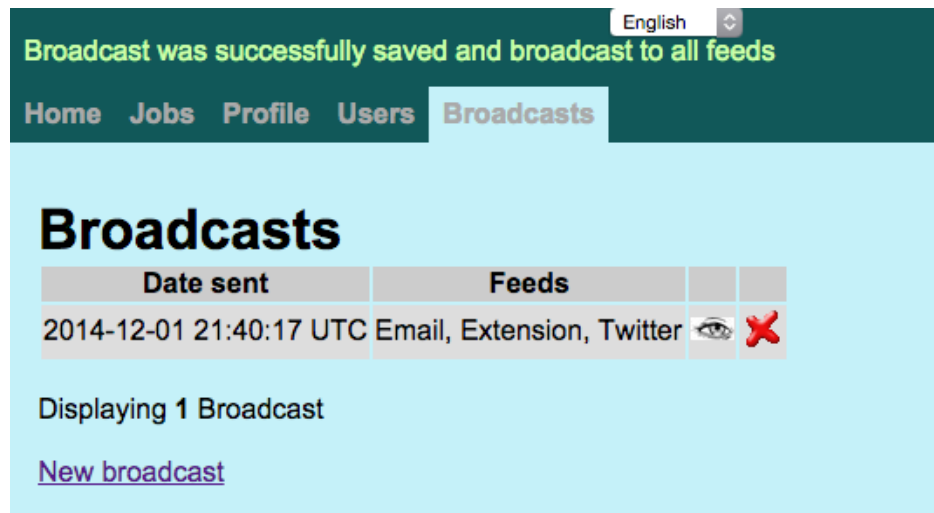 English
Broadcast was successfully saved and broadcast to all feeds
Home Jobs Profile Users Broadcasts
Broadcasts
Date sent Feeds
2014-12-01 21:40:17 UTC Email, Extension, Twitter
Displaying 1 Broadcast
New broadcast